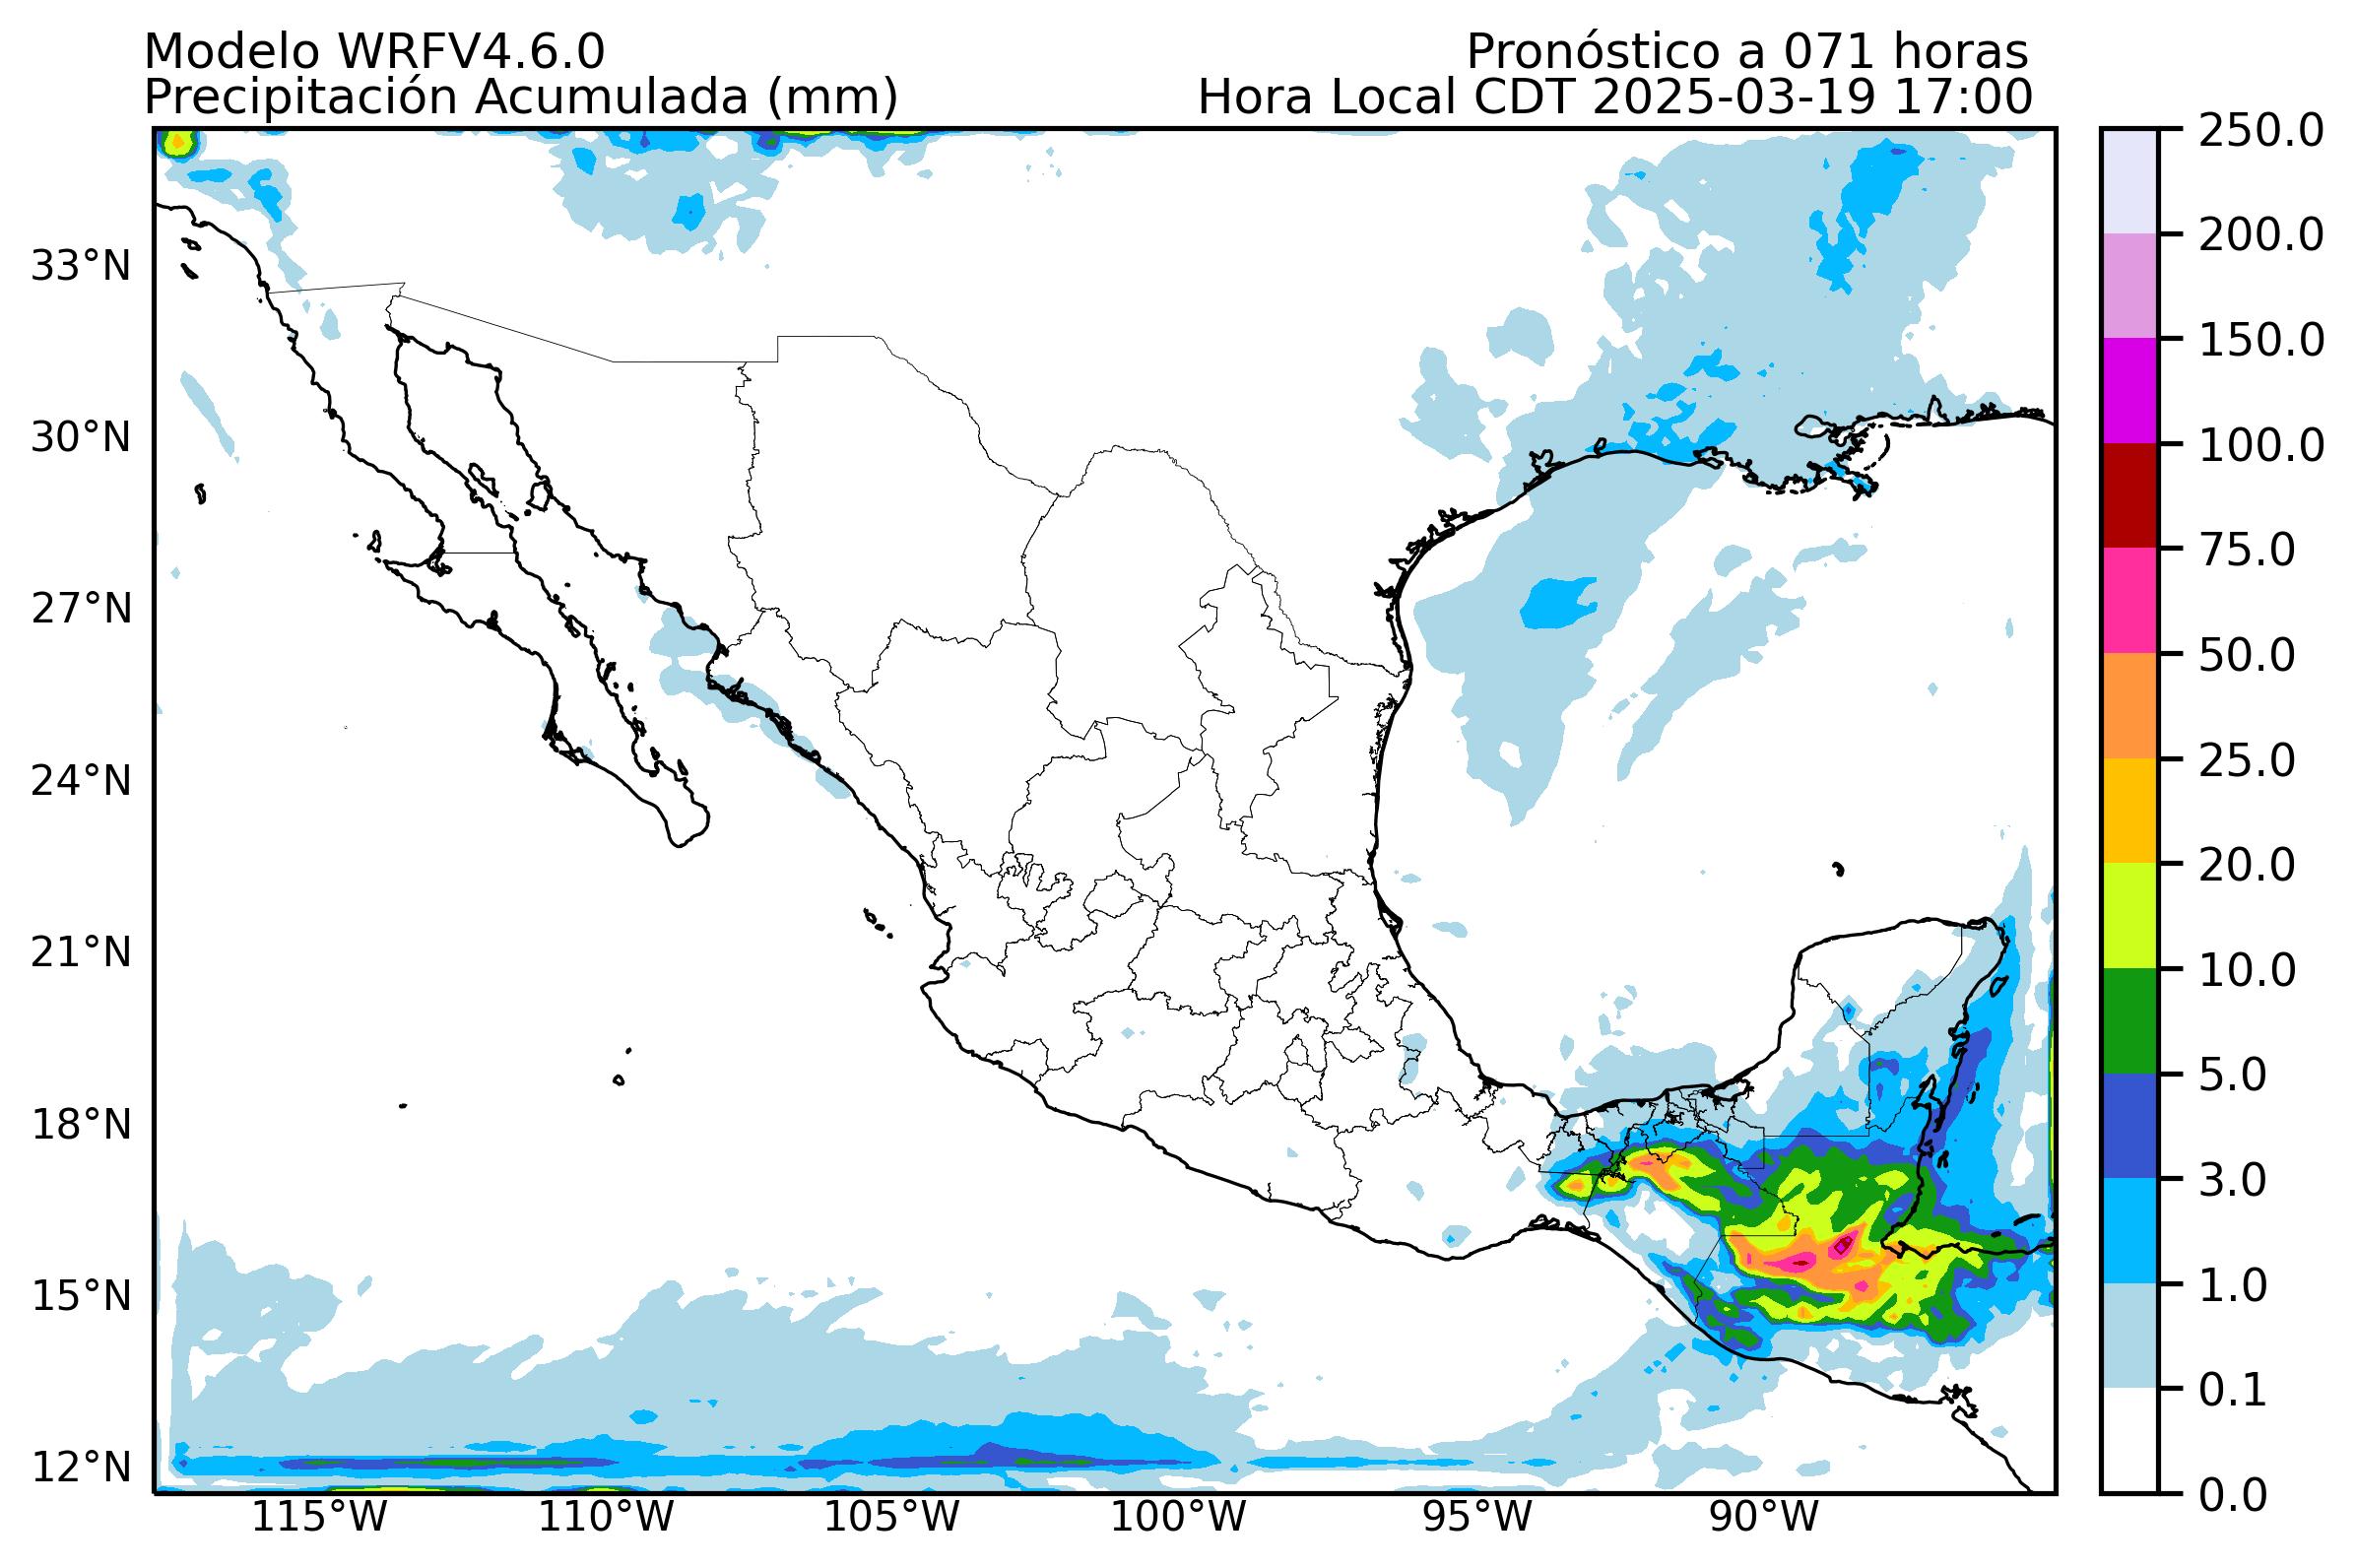 Modelo WRFV4.6.0
Pronóstico a 071 horas
Precipitación Acumulada (mm)
Hora Local CDT 2025-03-19 17:00
33°N
30°N
27°N
24°N
21°N
18°N
15°N
12°N
115°W
110°W
105°W
100°W
95°W
90°W
250.0
200.0
150.0
100.0
75.0
50.0
25.0
20.0
10.0
5.0
3.0
1.0
0.1
0.0